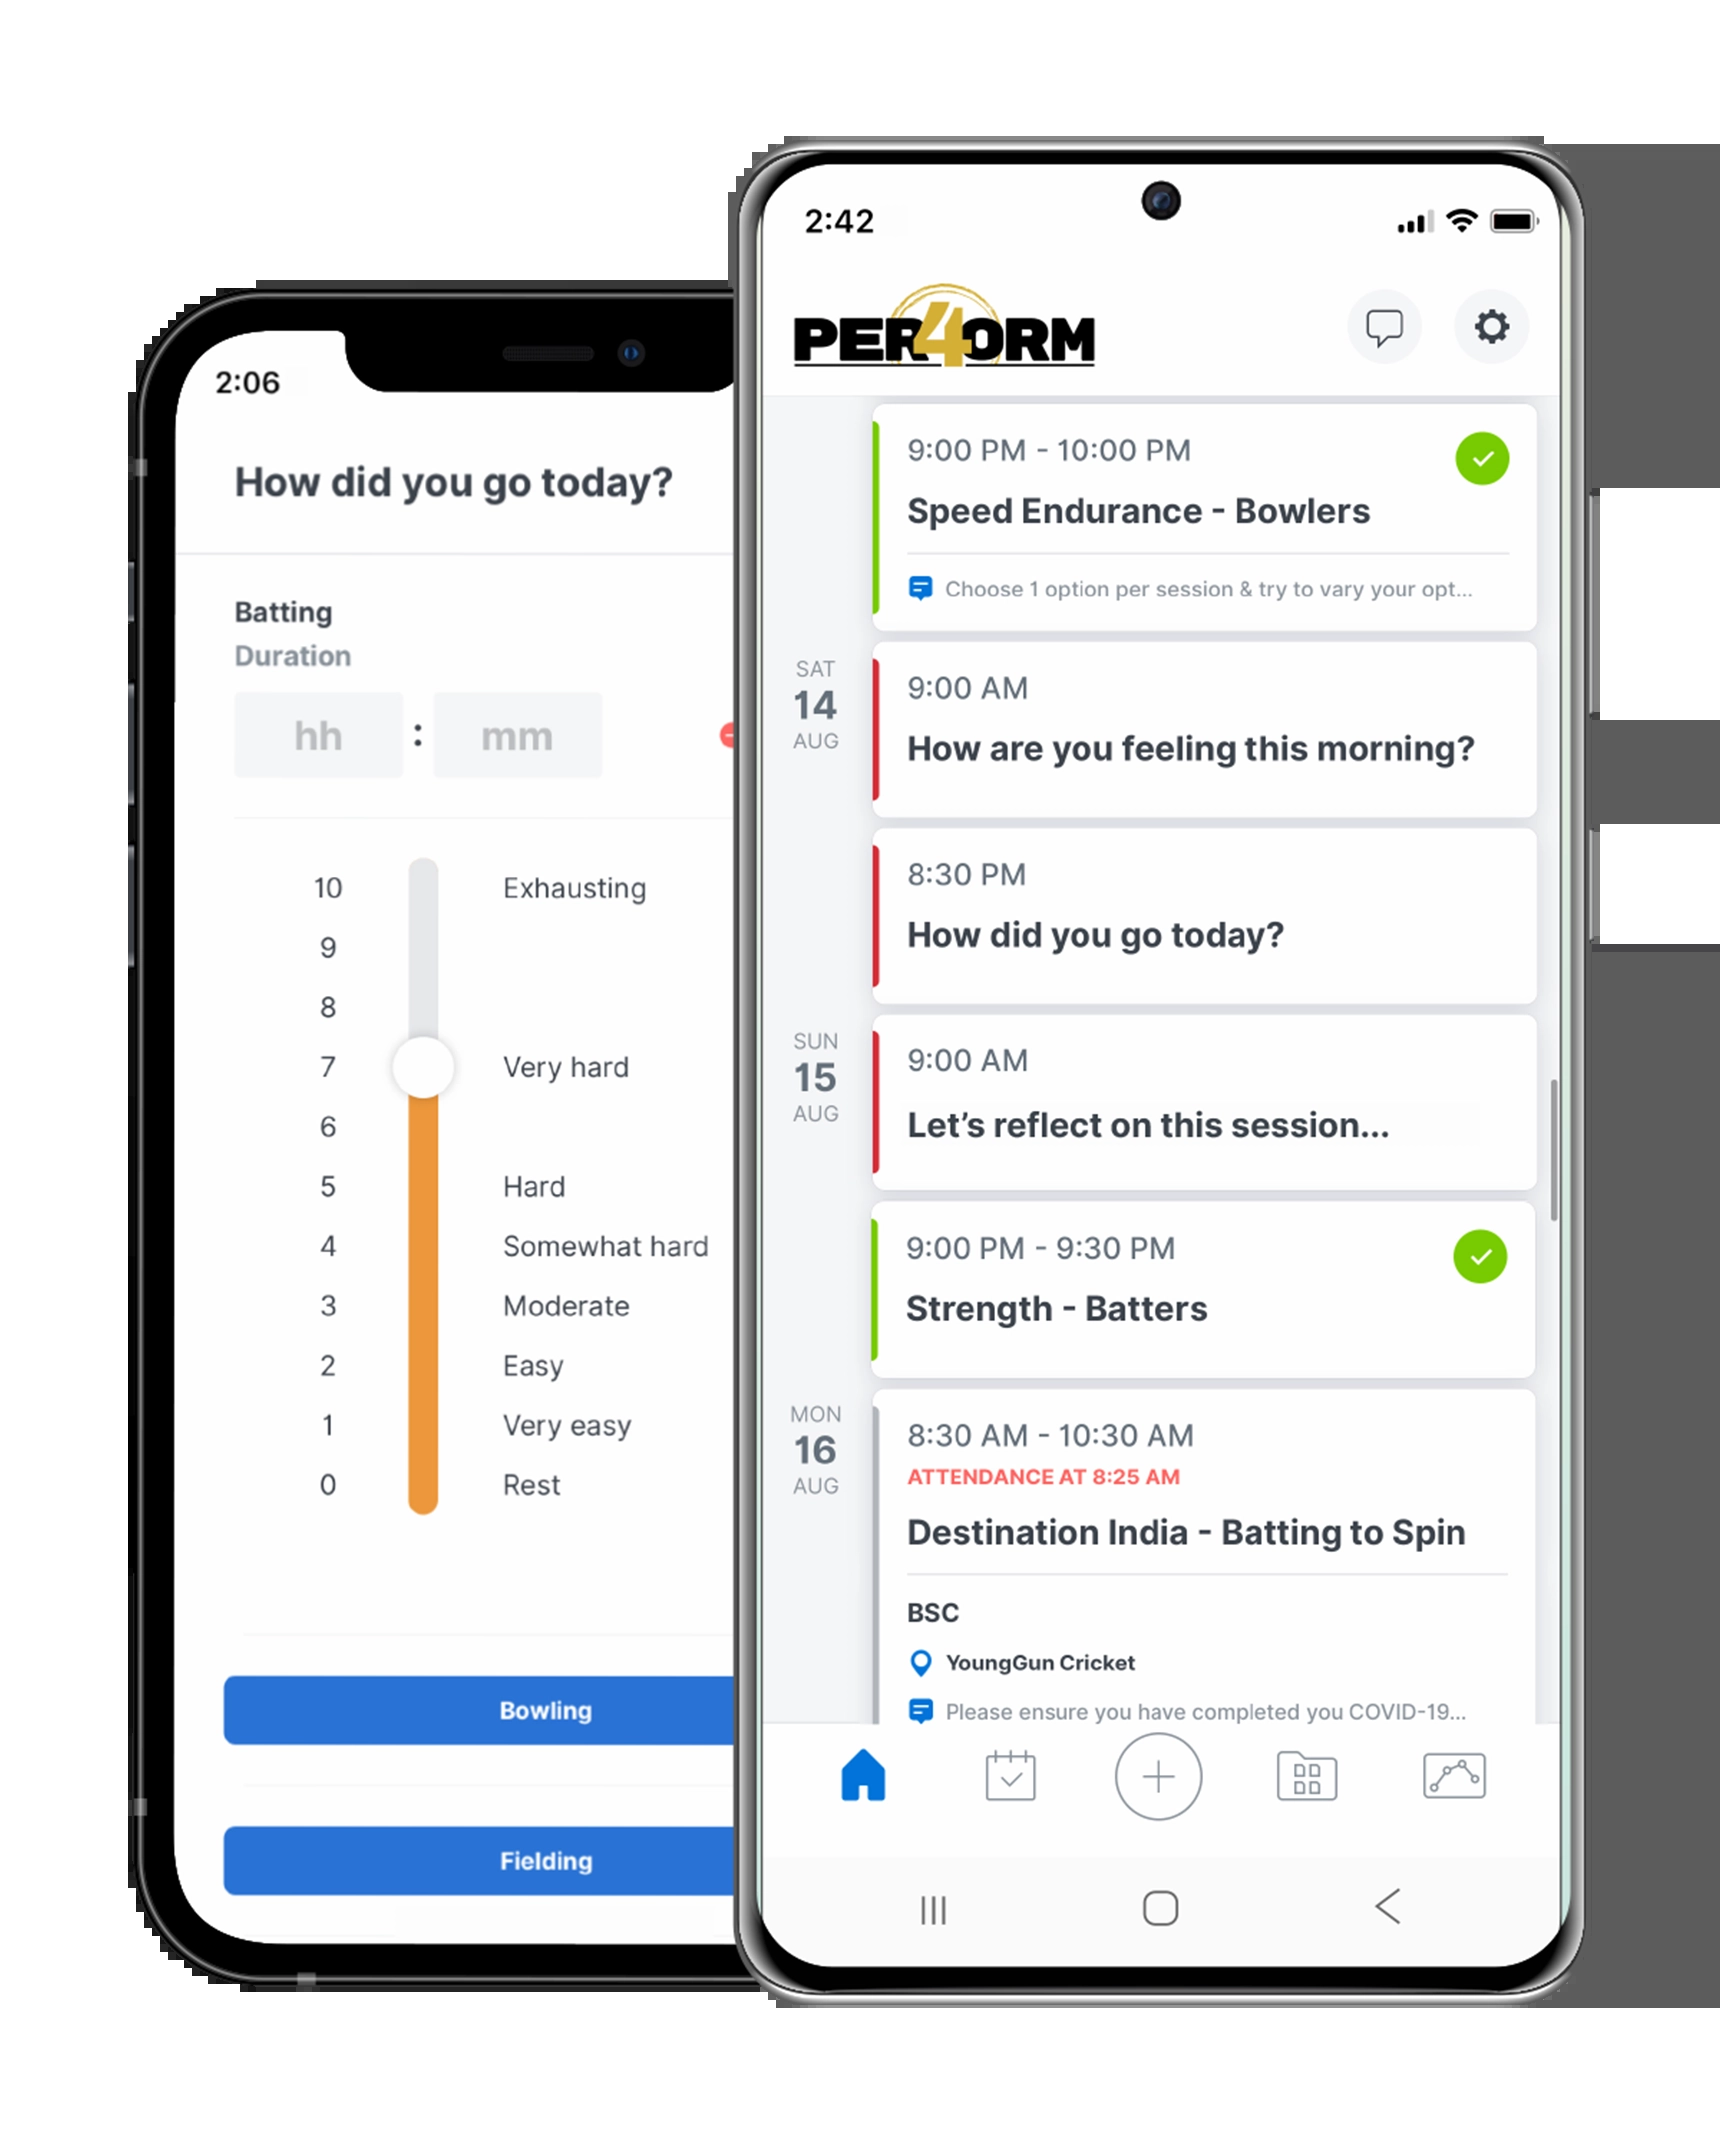 2:06
How did you go today?
Batting
Duration
hh : mm
10 Exhausting
9
8
7 Very hard
6
5 Hard
4 Somewhat hard
3 Moderate
2 Easy
1 Very easy
0 Rest
Bowling
Fielding
2:42
PER4ORM
9:00 PM - 10:00 PM
Speed Endurance - Bowlers
Choose 1 option per session & try to vary your opt...
SAT
14
AUG
9:00 AM
How are you feeling this morning?
8:30 PM
How did you go today?
SUN
15
AUG
9:00 AM
Let's reflect on this session...
9:00 PM - 9:30 PM
Strength - Batters
MON
16
AUG
8:30 AM - 10:30 AM
ATTENDANCE AT 8:25 AM
Destination India - Batting to Spin
BSC
YoungGun Cricket
Please ensure you have completed you COVID-19...